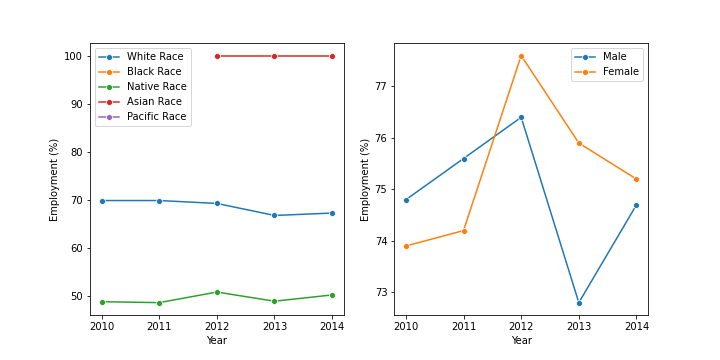 100
90
80
70
60
50
Employment (%)
2010 2011 2012 2013 2014
Year
White Race
Black Race
Native Race
Asian Race
Pacific Race
77
76
75
74
73
Employment (%)
2010 2011 2012 2013 2014
Year
Male
Female